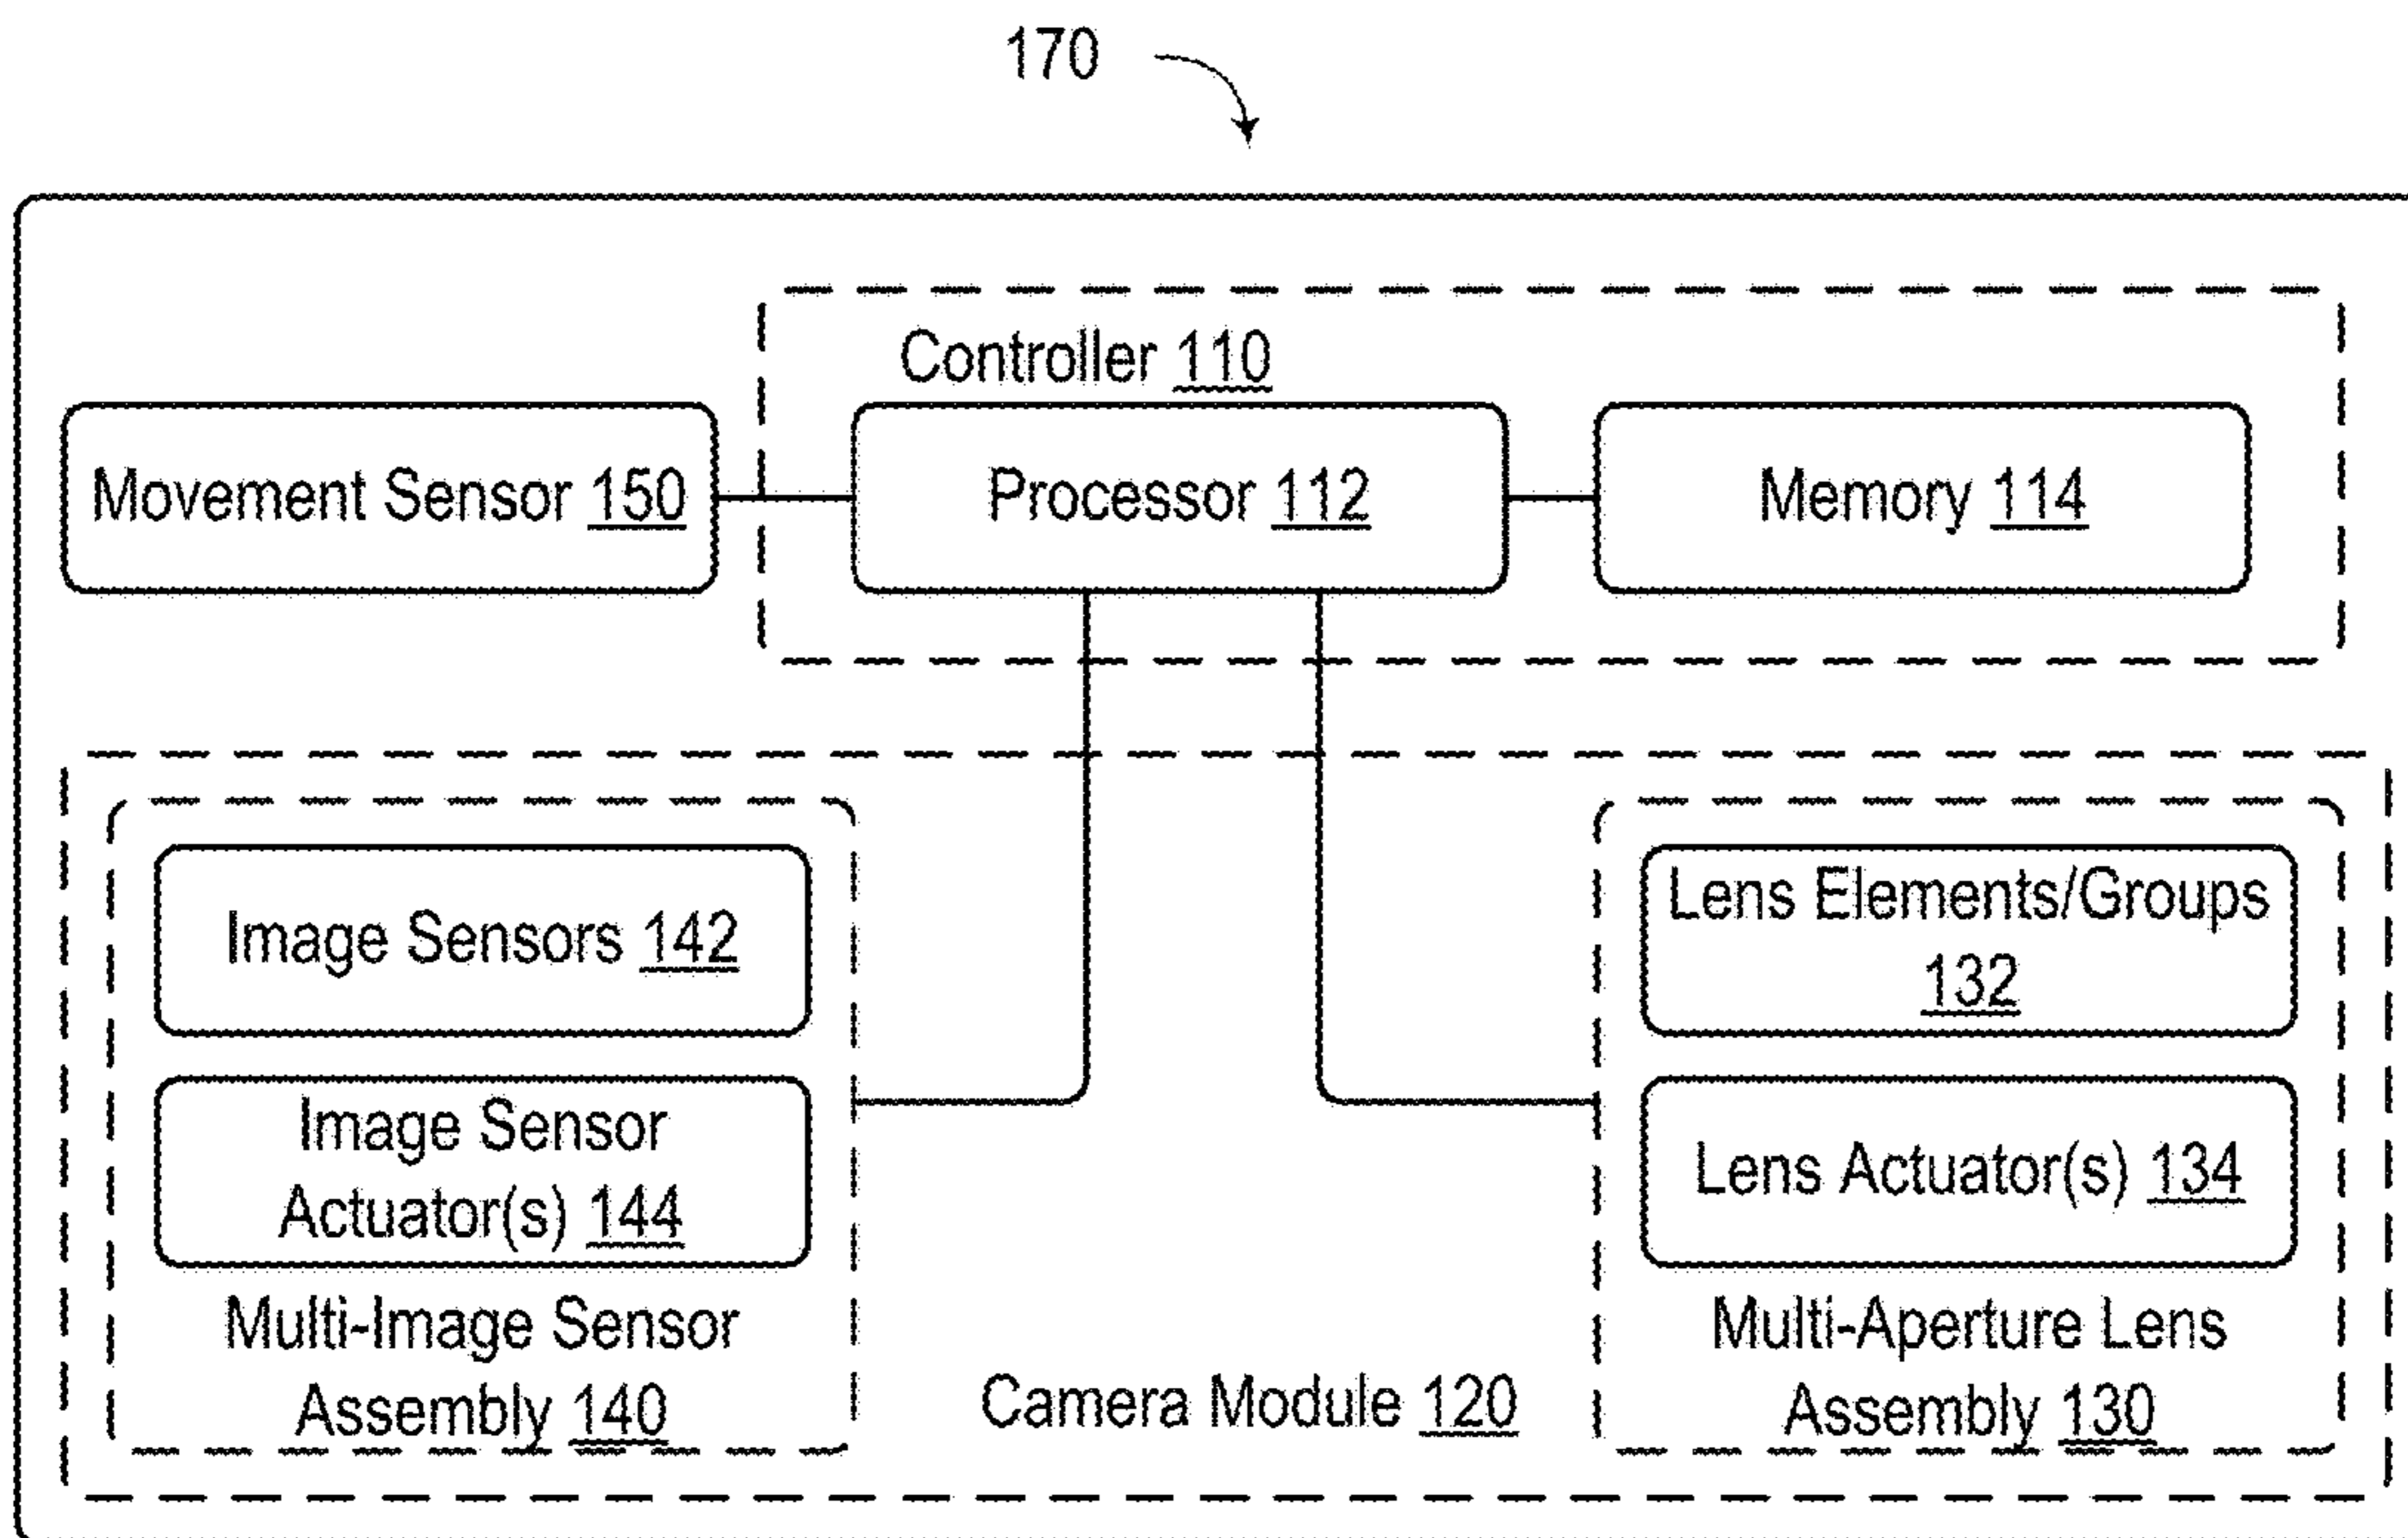 170
Controller 110
Movement Sensor 150
Processor 112
Memory 114
Image Sensors 142
Image Sensor
Actuator(s) 144
Multi-Image Sensor
Assembly 140
Camera Module 120
Lens Elements/Groups
132
Lens Actuator(s) 134
Multi-Aperture Lens
Assembly 130